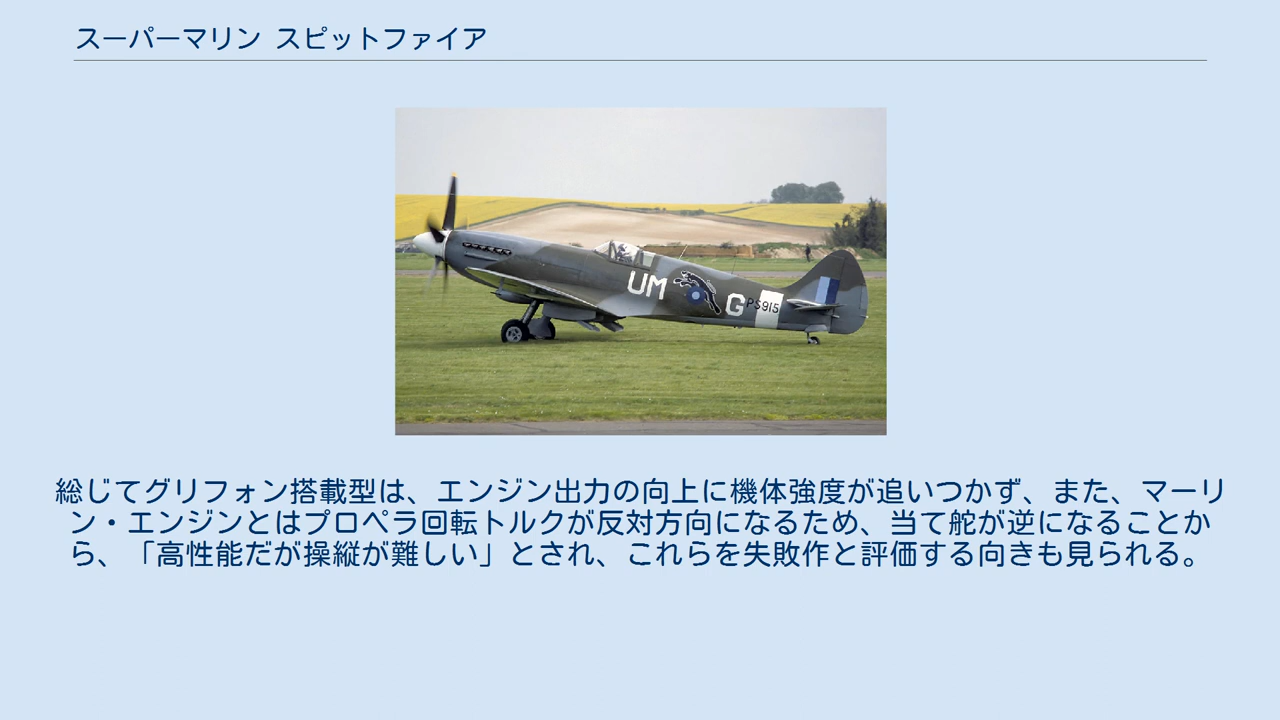 スーパーマリン スピットファイア
UM
G
PS915
総じてグリフォン搭載型は、エンジン出力の向上に機体強度が追いつかず、また、マーリ
ン・エンジンとはプロペラ回転トルクが反対方向になるため、当て舵が逆になることか
ら、「高性能だが操縦が難しい」とされ、これらを失敗作と評価する向きも見られる。